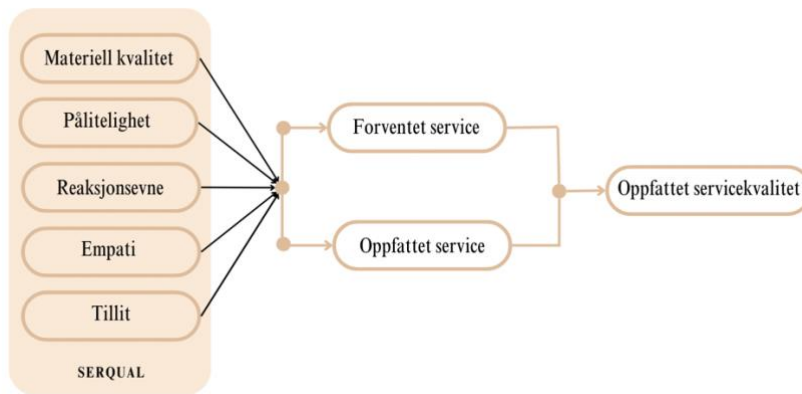 Materiell kvalitet
Pålitelighet
Reaksjonsevne
Empati
Tillit
SERQUAL
Forventet service
Oppfattet service
Oppfattet servicekvalitet